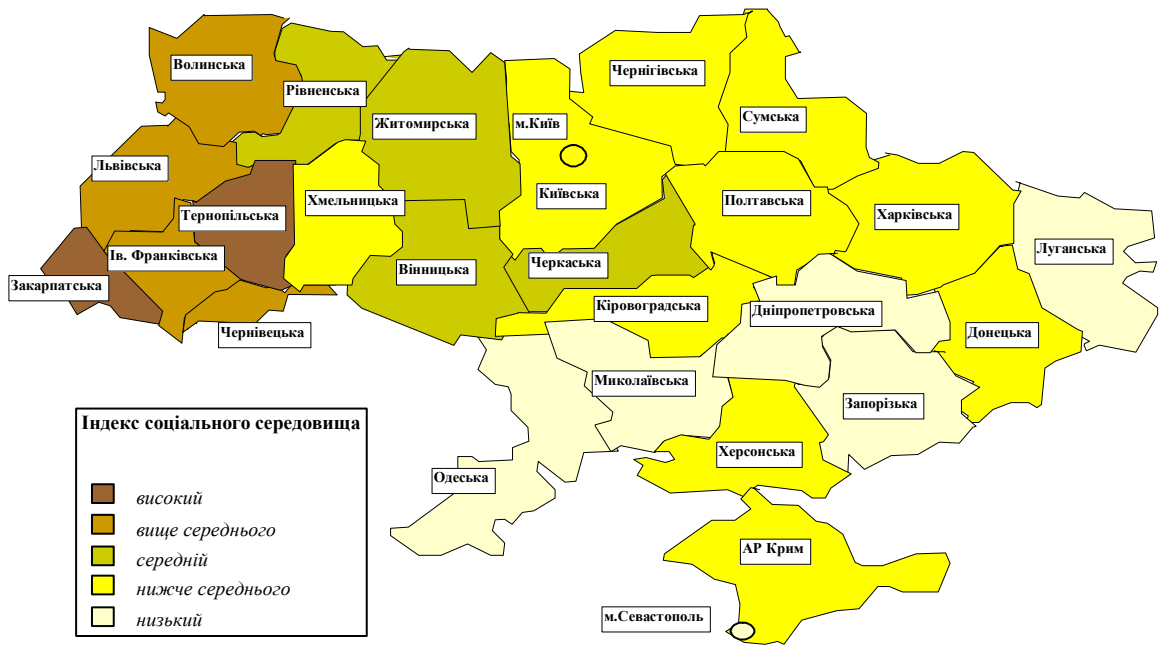 Волинська
Рівненська
Житомирська
м.Київ
Чернігівська
Сумська
Львівська
Тернопільська
Хмельницька
Київська
Полтавська
Харківська
Луганська
Ів. Франківська
Закарпатська
Вінницька
Черкаська
Чернівецька
Кіровоградська
Дніпропетровська
Донецька
Миколаївська
Запорізька
Херсонська
Одеська
АР Крим
м.Севастополь
Індекс соціального середовища
високий
вище середнього
середній
нижче середнього
низький